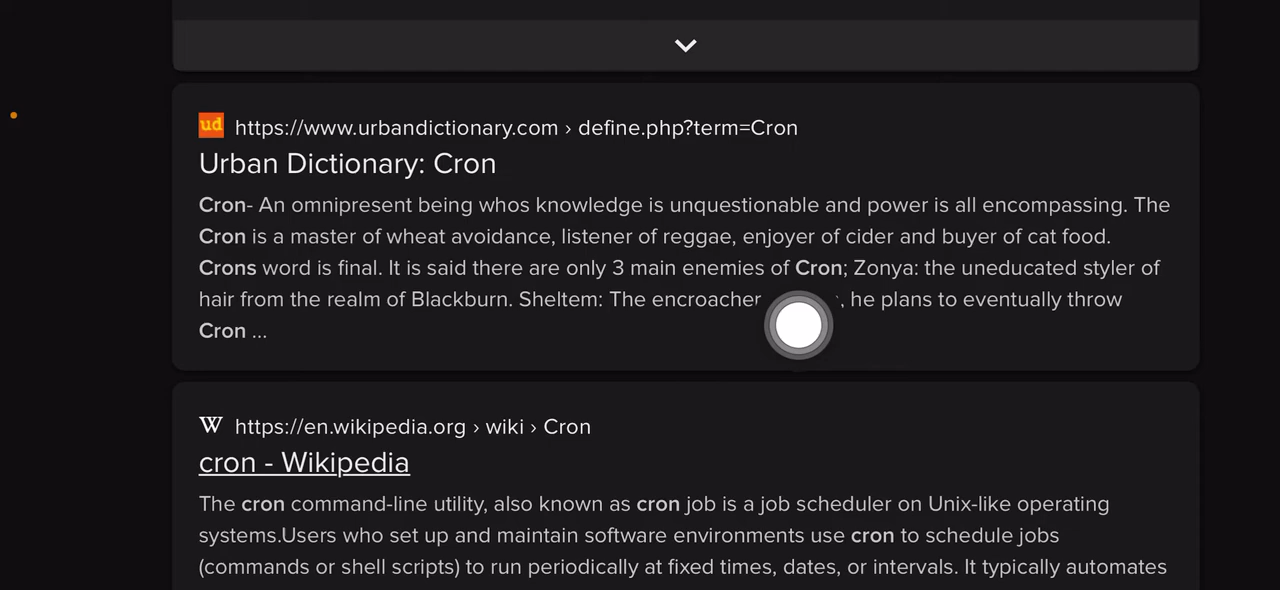 ud https://www.urbandictionary.com › define.php?term=Cron
Urban Dictionary: Cron
Cron- An omnipresent being whos knowledge is unquestionable and power is all encompassing. The
Cron is a master of wheat avoidance, listener of reggae, enjoyer of cider and buyer of cat food.
Crons word is final. It is said there are only 3 main enemies of Cron; Zonya: the uneducated styler of
hair from the realm of Blackburn. Sheltem: The encroacher , he plans to eventually throw
Cron ...
W https://en.wikipedia.org › wiki › Cron
cron - Wikipedia
The cron command-line utility, also known as cron job is a job scheduler on Unix-like operating
systems.Users who set up and maintain software environments use cron to schedule jobs
(commands or shell scripts) to run periodically at fixed times, dates, or intervals. It typically automates